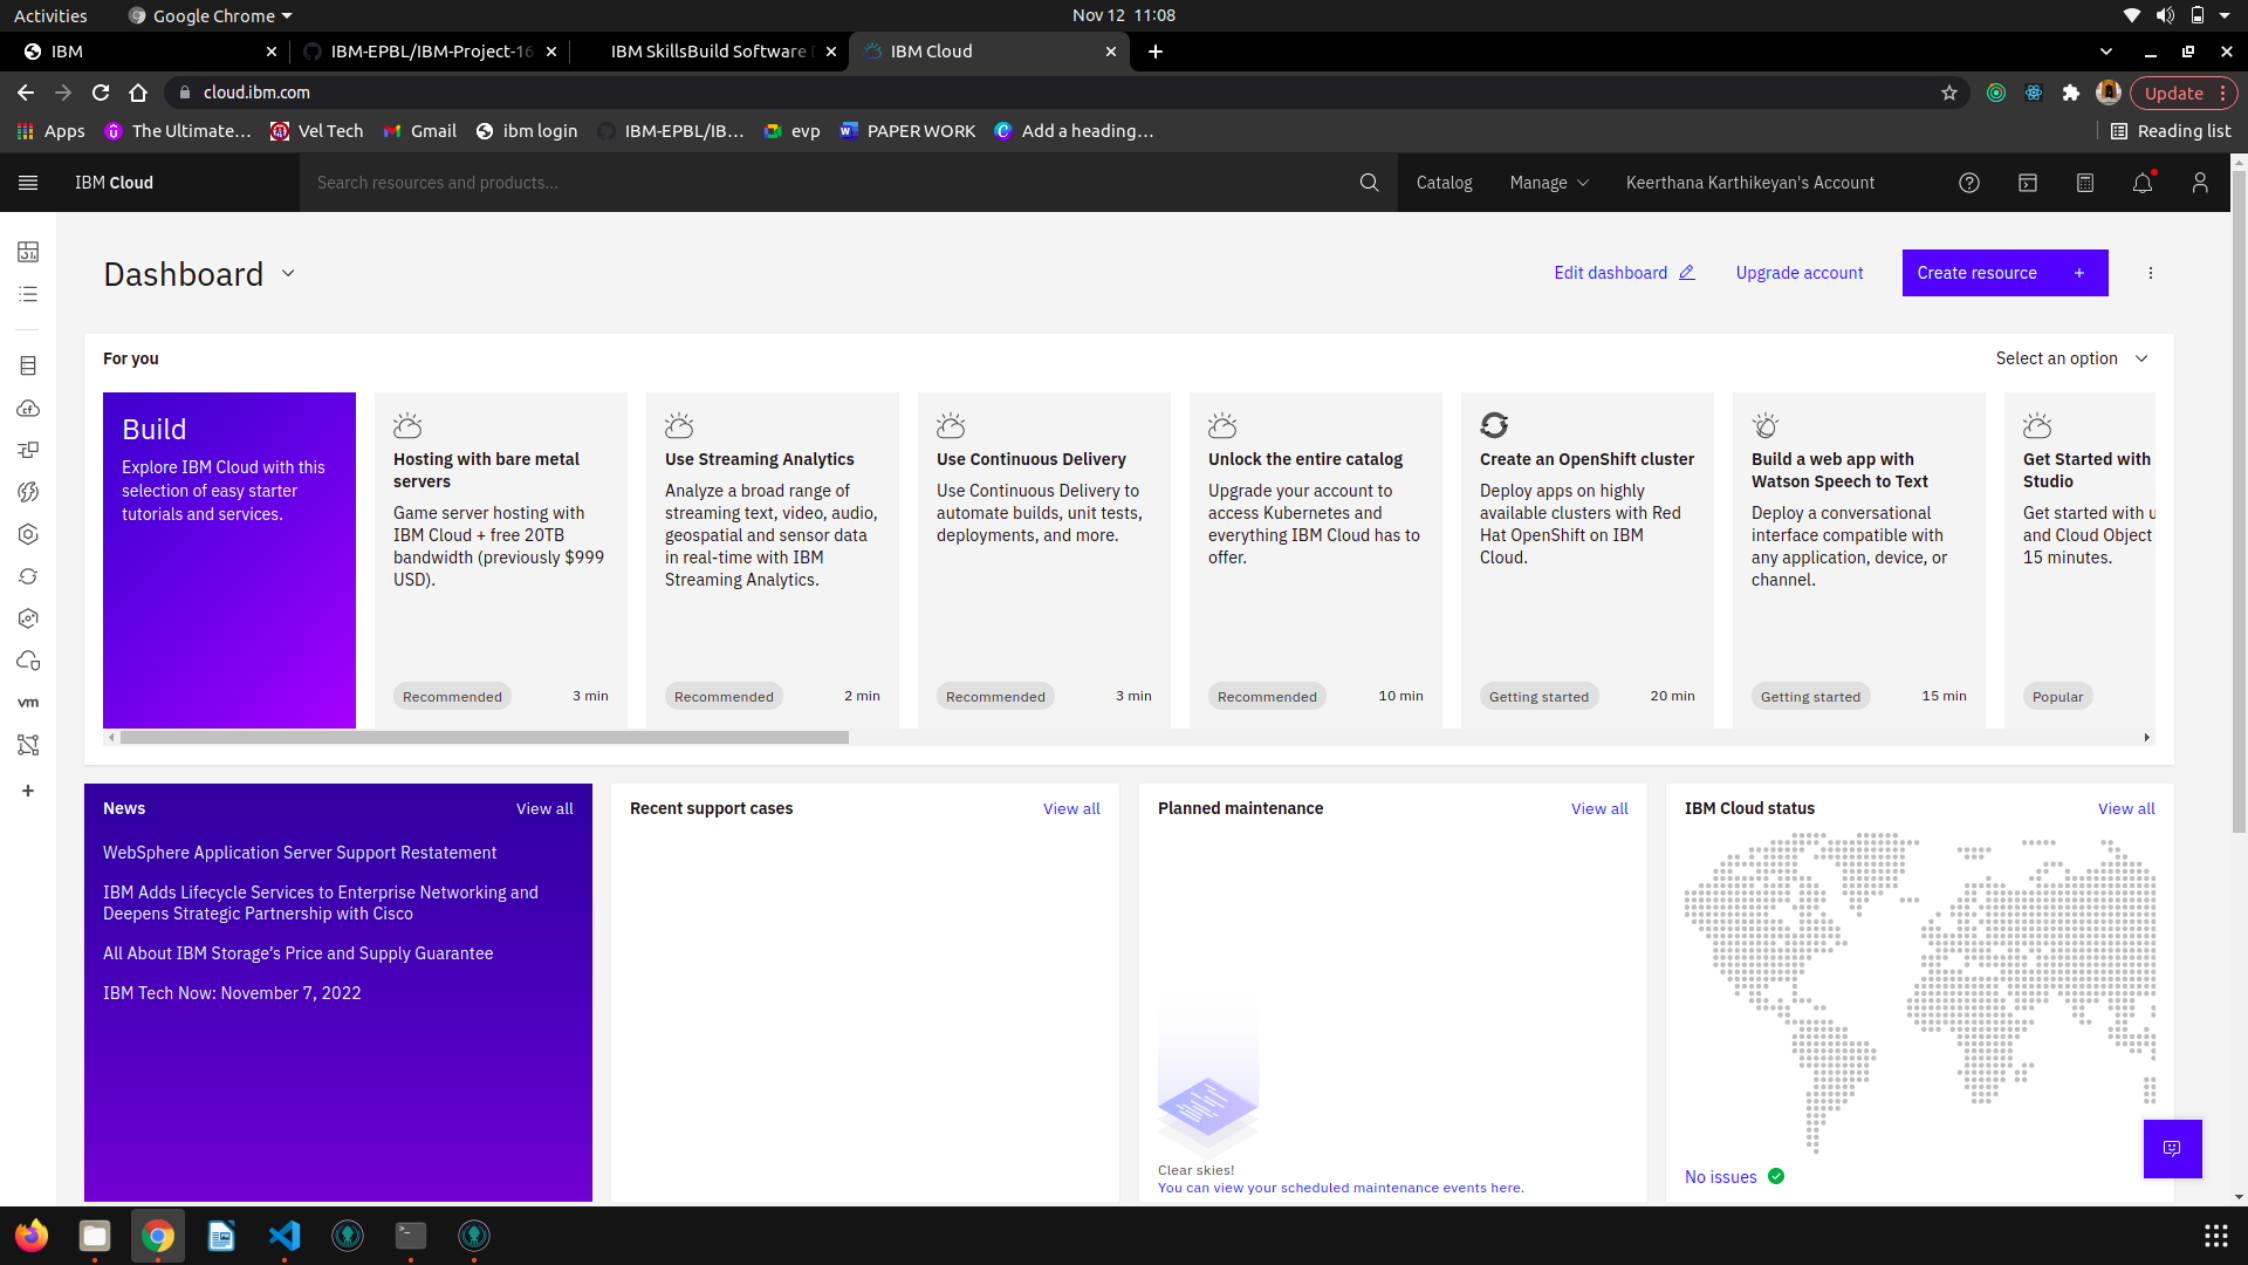 Activities
Google Chrome
Nov 12 11:08
IBM
IBM-EPBL/IBM-Project-16
IBM SkillsBuild Software
IBM Cloud
cloud.ibm.com
Update
Apps
The Ultimate...
Vel Tech
Gmail
ibm login
IBM-EPBL/IB...
evp
PAPER WORK
Add a heading...
Reading list
IBM Cloud
Search resources and products...
Catalog
Manage
Keerthana Karthikeyan's Account
Dashboard
Edit dashboard
Upgrade account
Create resource +
For you
Select an option
Build
Explore IBM Cloud with this
selection of easy starter
tutorials and services.
Hosting with bare metal
servers
Game server hosting with
IBM Cloud + free 20TB
bandwidth (previously $999
USD).
Recommended
3 min
Use Streaming Analytics
Analyze a broad range of
streaming text, video, audio,
geospatial and sensor data
in real-time with IBM
Streaming Analytics.
Recommended
2 min
Use Continuous Delivery
Use Continuous Delivery to
automate builds, unit tests,
deployments, and more.
Recommended
3 min
Unlock the entire catalog
Upgrade your account to
access Kubernetes and
everything IBM Cloud has to
offer.
Recommended
10 min
Create an OpenShift cluster
Deploy apps on highly
available clusters with Red
Hat OpenShift on IBM
Cloud.
Getting started
20 min
Build a web app with
Watson Speech to Text
Deploy a conversational
interface compatible with
any application, device, or
channel.
Getting started
15 min
Get Started with
Studio
Get started with u
and Cloud Object
15 minutes.
Popular
vm
News
View all
WebSphere Application Server Support Restatement
IBM Adds Lifecycle Services to Enterprise Networking and
Deepens Strategic Partnership with Cisco
All About IBM Storage’s Price and Supply Guarantee
IBM Tech Now: November 7, 2022
Recent support cases
View all
Planned maintenance
View all
Clear skies!
You can view your scheduled maintenance events here.
IBM Cloud status
View all
No issues